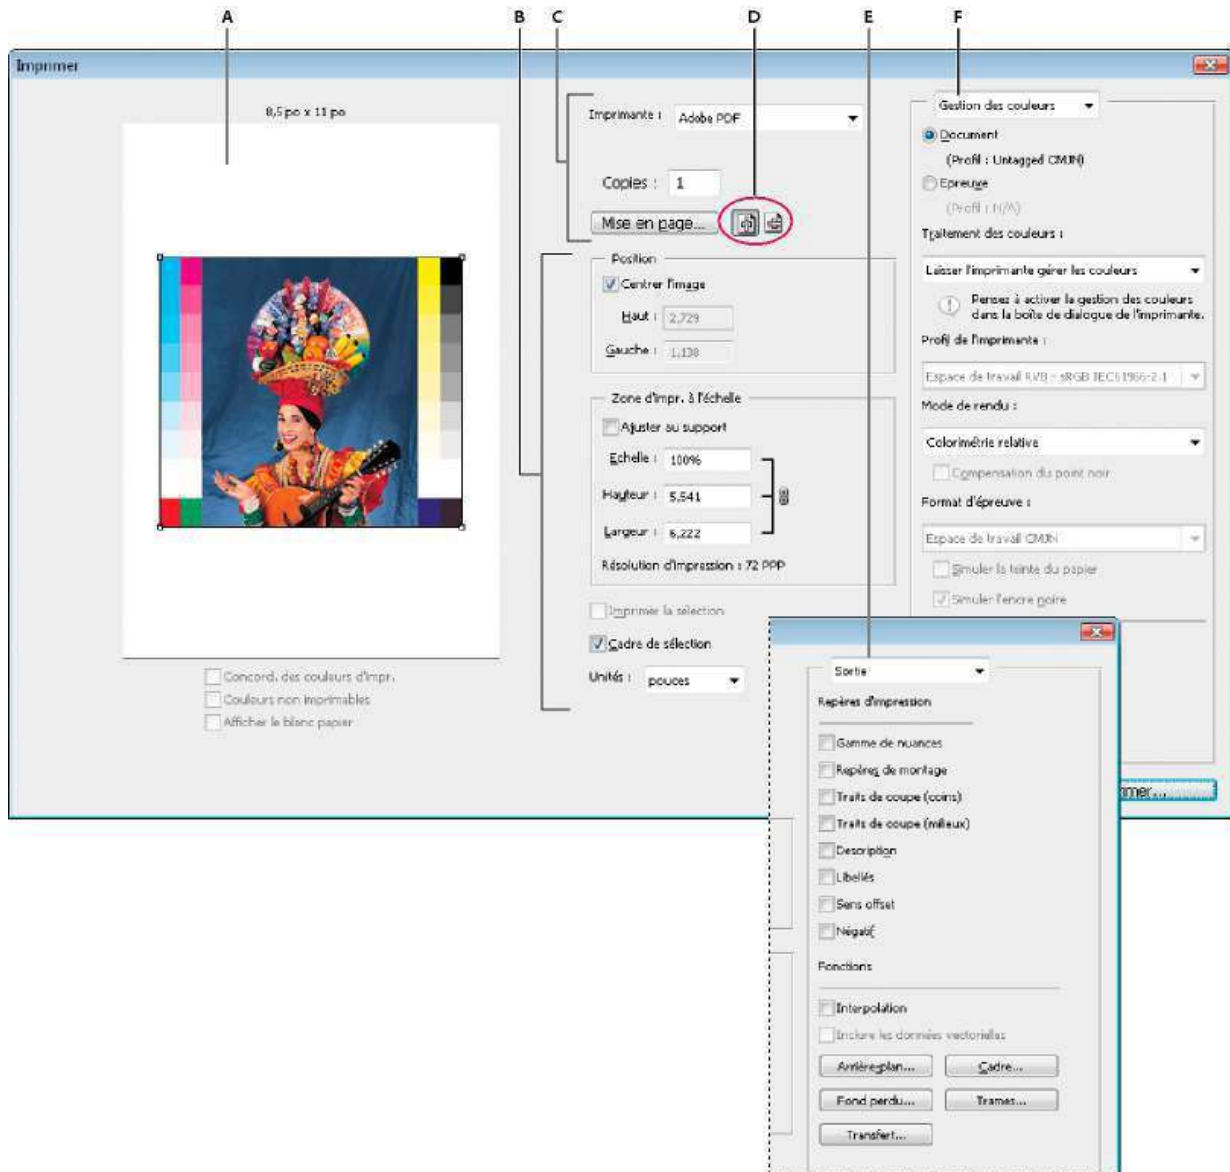 A B C D E F
Imprimer
8,5 po x 11 po
Concord. des couleurs d'impr.
Couleurs non imprimables
Afficher le blanc papier
Imprimante : Adobe PDF
Copies : 1
Mise en page...
Position
Centrer l'image
Haut : 2,729
Gauche : 1,138
Zone d'impr. à l'échelle
Ajuster au support
Echelle : 100%
Hauteur : 5,541
Largeur : 6,222
Résolution d'impression : 72 PPP
Imprimer la sélection
Cadre de sélection
Unités : pouces
Gestion des couleurs
Document
(Profil : Untagged CMJN)
Epreuve
(Profil : N/A)
Traitement des couleurs :
Laisser l'imprimante gérer les couleurs
Pensez à activer la gestion des couleurs
dans la boîte de dialogue de l'imprimante.
Profil de l'imprimante :
Espace de travail RVB - sRGB IEC61966-2.1
Mode de rendu :
Colorimétrie relative
Compensation du point noir
Format d'épreuve :
Espace de travail CMJN
Simuler la teinte du papier
Simuler l'encre noire
Sortie
Repères d'impression
Gamme de nuances
Repères de montage
Traits de coupe (coins)
Traits de coupe (milieux)
Description
Libellés
Sens offset
Négatif
Fonctions
Interpolation
Inclure les données vectorielles
Arrière-plan... Cadre...
Fond perdu... Trames...
Transfert...
imer...